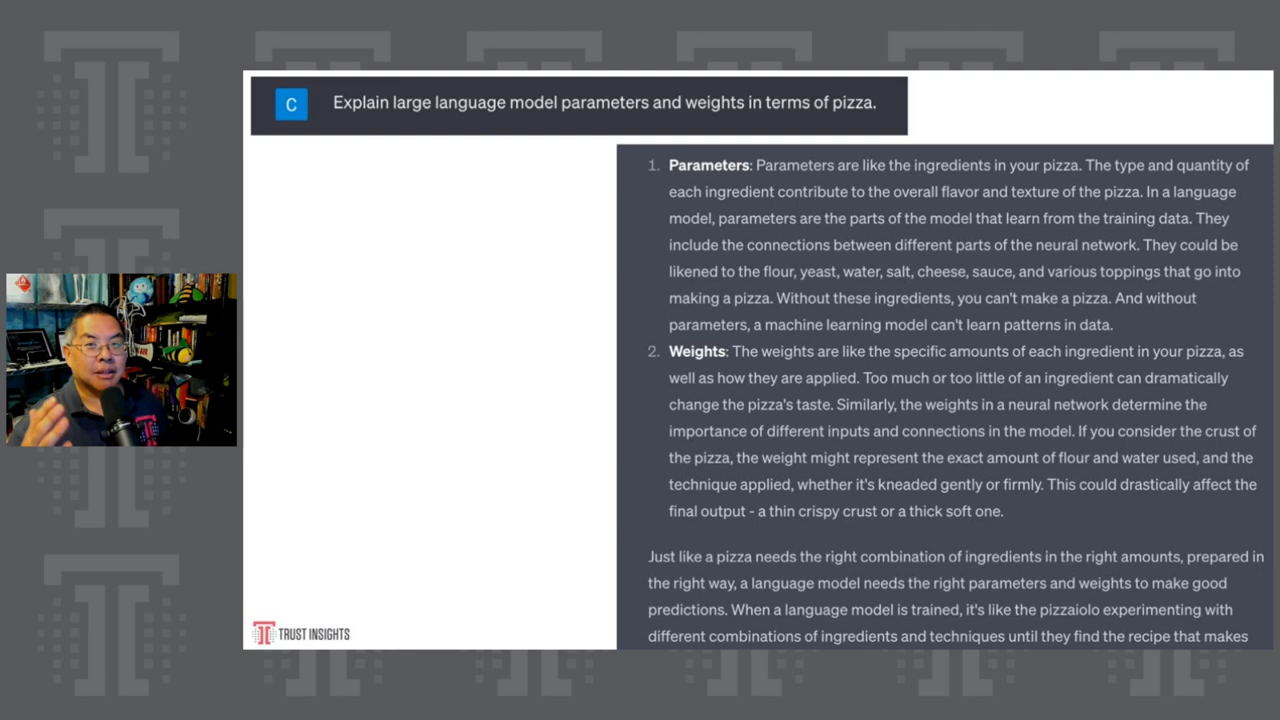 C
Explain large language model parameters and weights in terms of pizza.
1. Parameters: Parameters are like the ingredients in your pizza. The type and quantity of
each ingredient contribute to the overall flavor and texture of the pizza. In a language
model, parameters are the parts of the model that learn from the training data. They
include the connections between different parts of the neural network. They could be
likened to the flour, yeast, water, salt, cheese, sauce, and various toppings that go into
making a pizza. Without these ingredients, you can't make a pizza. And without
parameters, a machine learning model can't learn patterns in data.
2. Weights: The weights are like the specific amounts of each ingredient in your pizza, as
well as how they are applied. Too much or too little of an ingredient can dramatically
change the pizza's taste. Similarly, the weights in a neural network determine the
importance of different inputs and connections in the model. If you consider the crust of
the pizza, the weight might represent the exact amount of flour and water used, and the
technique applied, whether it's kneaded gently or firmly. This could drastically affect the
final output - a thin crispy crust or a thick soft one.
Just like a pizza needs the right combination of ingredients in the right amounts, prepared in
the right way, a language model needs the right parameters and weights to make good
predictions. When a language model is trained, it's like the pizzaiolo experimenting with
different combinations of ingredients and techniques until they find the recipe that makes
TRUST INSIGHTS